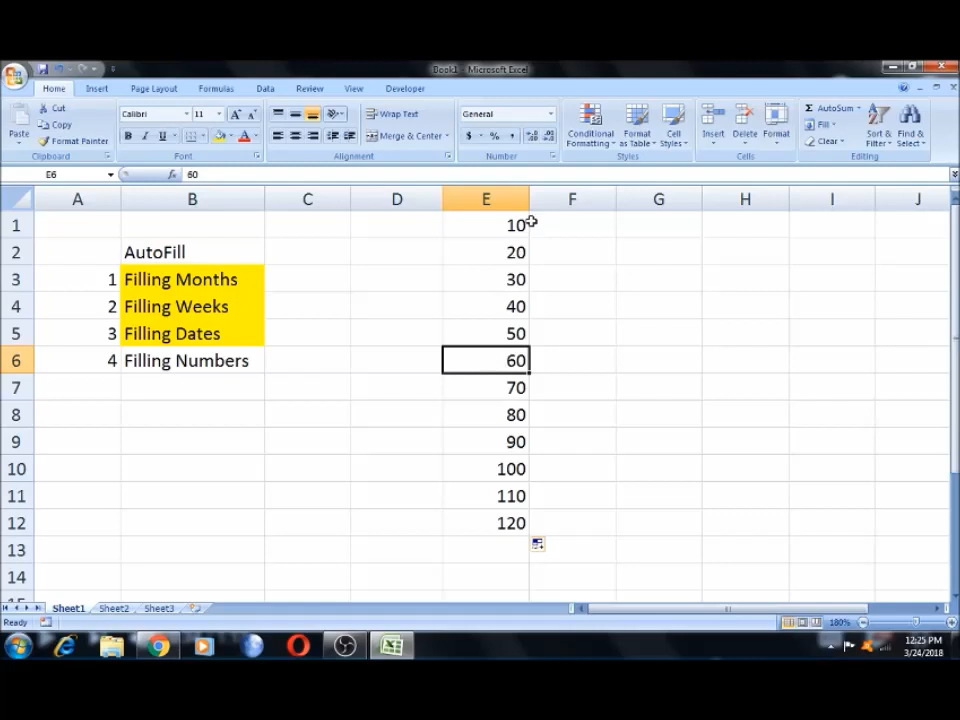 Book1 - Microsoft Excel
Home Insert Page Layout Formulas Data Review View Developer
Cut
Copy
Paste
Format Painter
Clipboard
Calibri 11 A A
B I U A
Font
Wrap Text
Merge & Center
Alignment
General
$ % ,
Number
Conditional Formatting
Format as Table
Cell Styles
Styles
Insert Delete Format
Cells
Σ AutoSum
Fill
Clear
Sort & Filter
Find & Select
Editing
E6 fx 60
A B C D E F G H I J
1 10
2 AutoFill 20
3 1 Filling Months 30
4 2 Filling Weeks 40
5 3 Filling Dates 50
6 4 Filling Numbers 60
7 70
8 80
9 90
10 100
11 110
12 120
13
14
Sheet1 Sheet2 Sheet3
Ready 180%
12:25 PM
3/24/2018